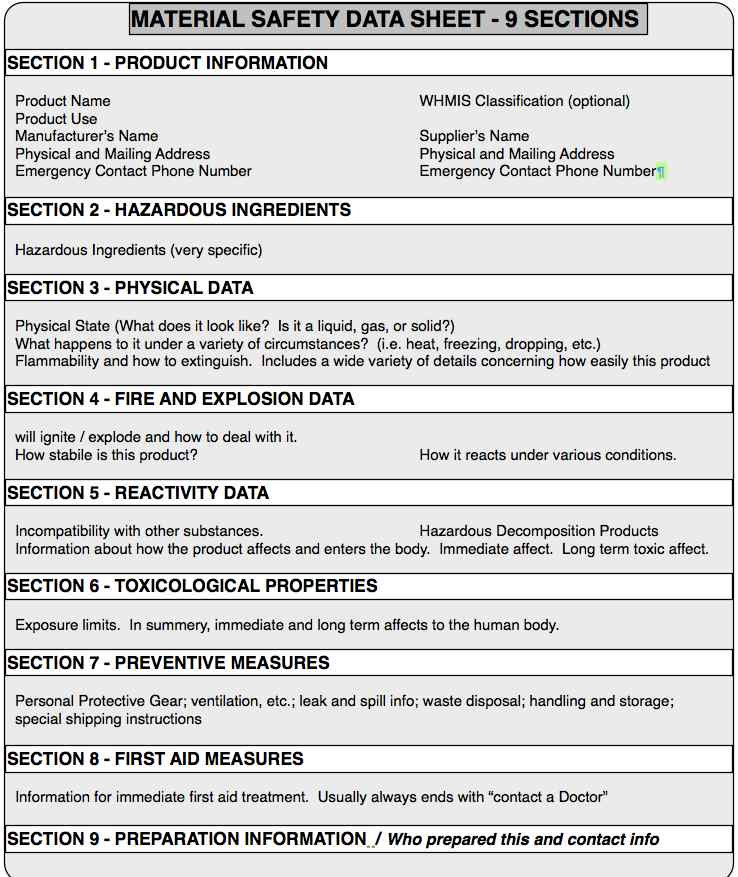 MATERIAL SAFETY DATA SHEET - 9 SECTIONS
SECTION 1 - PRODUCT INFORMATION
Product Name WHMIS Classification (optional)
Product Use
Manufacturer's Name Supplier's Name
Physical and Mailing Address Physical and Mailing Address
Emergency Contact Phone Number Emergency Contact Phone Number¶
SECTION 2 - HAZARDOUS INGREDIENTS
Hazardous Ingredients (very specific)
SECTION 3 - PHYSICAL DATA
Physical State (What does it look like? Is it a liquid, gas, or solid?)
What happens to it under a variety of circumstances? (i.e. heat, freezing, dropping, etc.)
Flammability and how to extinguish. Includes a wide variety of details concerning how easily this product
SECTION 4 - FIRE AND EXPLOSION DATA
will ignite / explode and how to deal with it.
How stabile is this product? How it reacts under various conditions.
SECTION 5 - REACTIVITY DATA
Incompatibility with other substances. Hazardous Decomposition Products
Information about how the product affects and enters the body. Immediate affect. Long term toxic affect.
SECTION 6 - TOXICOLOGICAL PROPERTIES
Exposure limits. In summery, immediate and long term affects to the human body.
SECTION 7 - PREVENTIVE MEASURES
Personal Protective Gear; ventilation, etc.; leak and spill info; waste disposal; handling and storage;
special shipping instructions
SECTION 8 - FIRST AID MEASURES
Information for immediate first aid treatment. Usually always ends with “contact a Doctor”
SECTION 9 - PREPARATION INFORMATION / Who prepared this and contact info